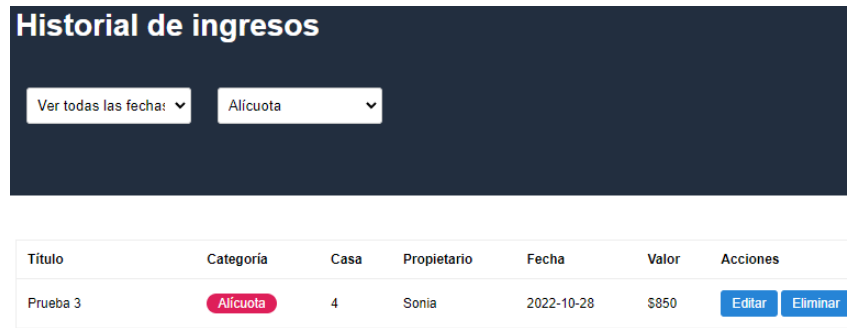 Historial de ingresos
Ver todas las fecha: Alícuota
Título Categoría Casa Propietario Fecha Valor Acciones
Prueba 3 Alícuota 4 Sonia 2022-10-28 $850 Editar Eliminar